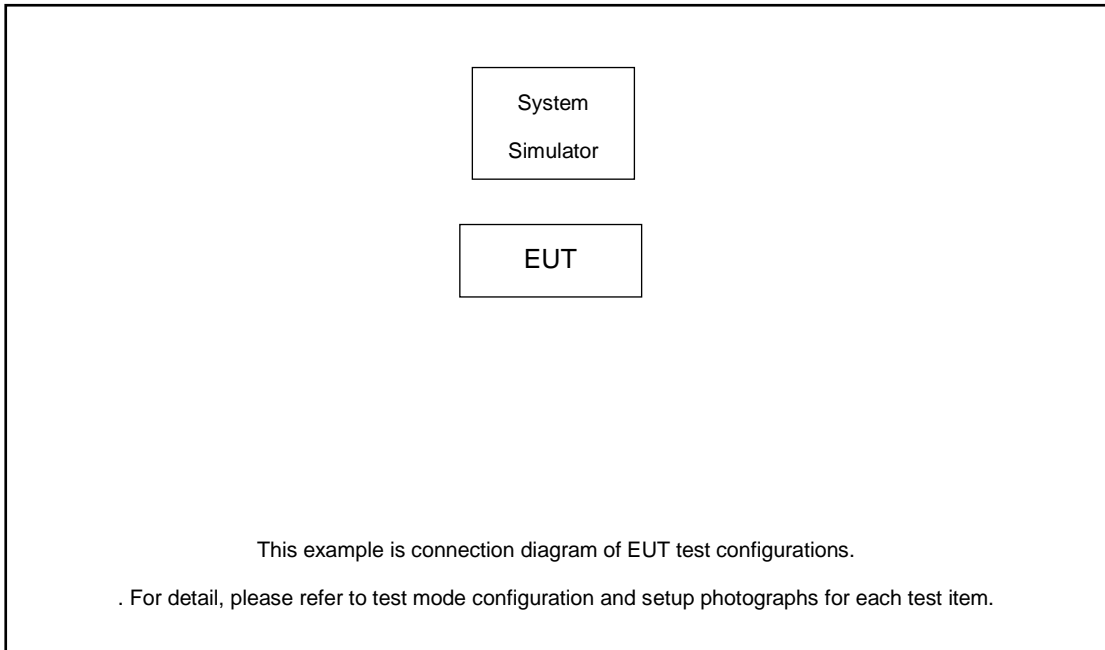 System
Simulator
EUT
This example is connection diagram of EUT test configurations.
. For detail, please refer to test mode configuration and setup photographs for each test item.